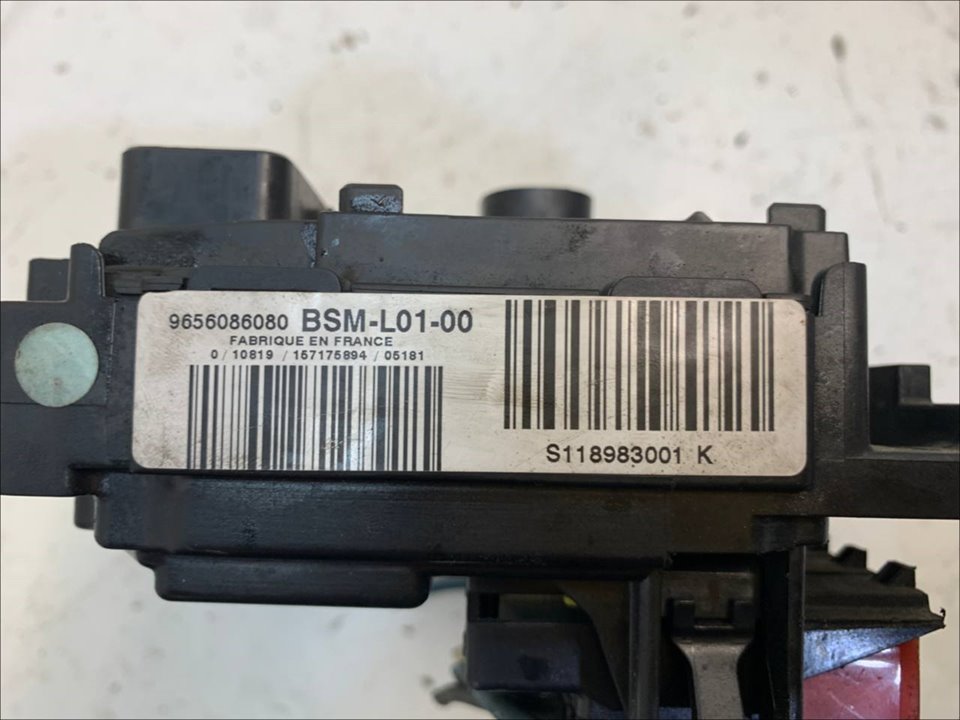 9656086080 BSM-L01-00
FABRIQUE EN FRANCE
0 / 10819 / 157175894 / 05181
S118983001 K